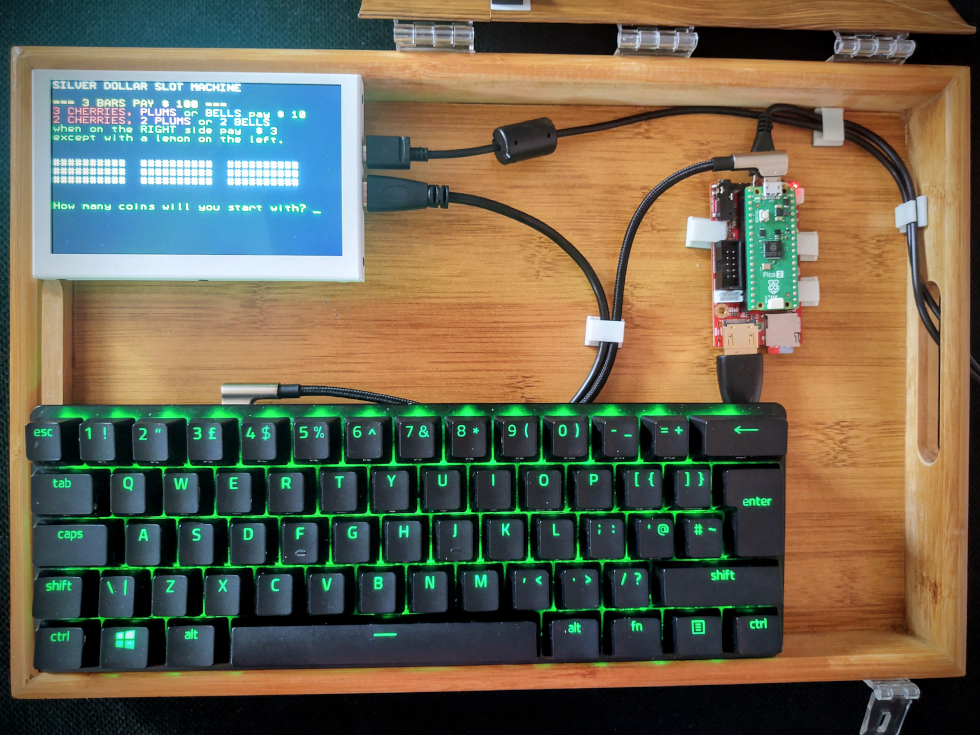 SILVER DOLLAR SLOT MACHINE
=== 3 BARS PAY $ 100 ===
3 CHERRIES, PLUMS or BELLS pay $ 10
2 CHERRIES, 2 PLUMS or 2 BELLS
when on the RIGHT side pay $ 3
except with a lemon on the left.
How many coins will you start with? _
Pico 2
esc 1 ! 2 " 3 £ 4 $ 5 % 6 ^ 7 & 8 * 9 ( 0 ) - _ = + ←
tab Q W E R T Y U I O P [ { ] } enter
caps A S D F G H J K L ; : ' @ # ~
shift \ | Z X C V B N M , < . > / ? shift
ctrl alt alt fn ctrl